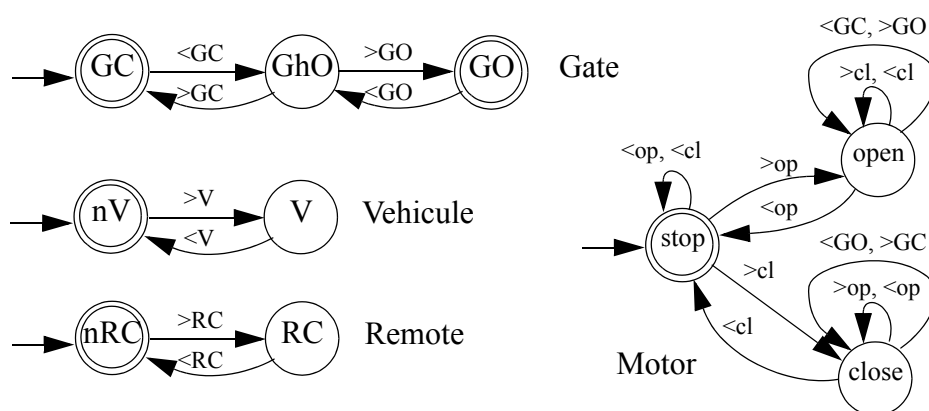 <GC
>GO
GC
GhO
GO
Gate
>GC
<GO
>V
nV
V
Vehicule
<V
>RC
nRC
RC
Remote
<RC
<GC, >GO
>cl, <cl
open
<op, <cl
>op
<op
stop
>cl
<GO, >GC
>op, <op
<cl
close
Motor